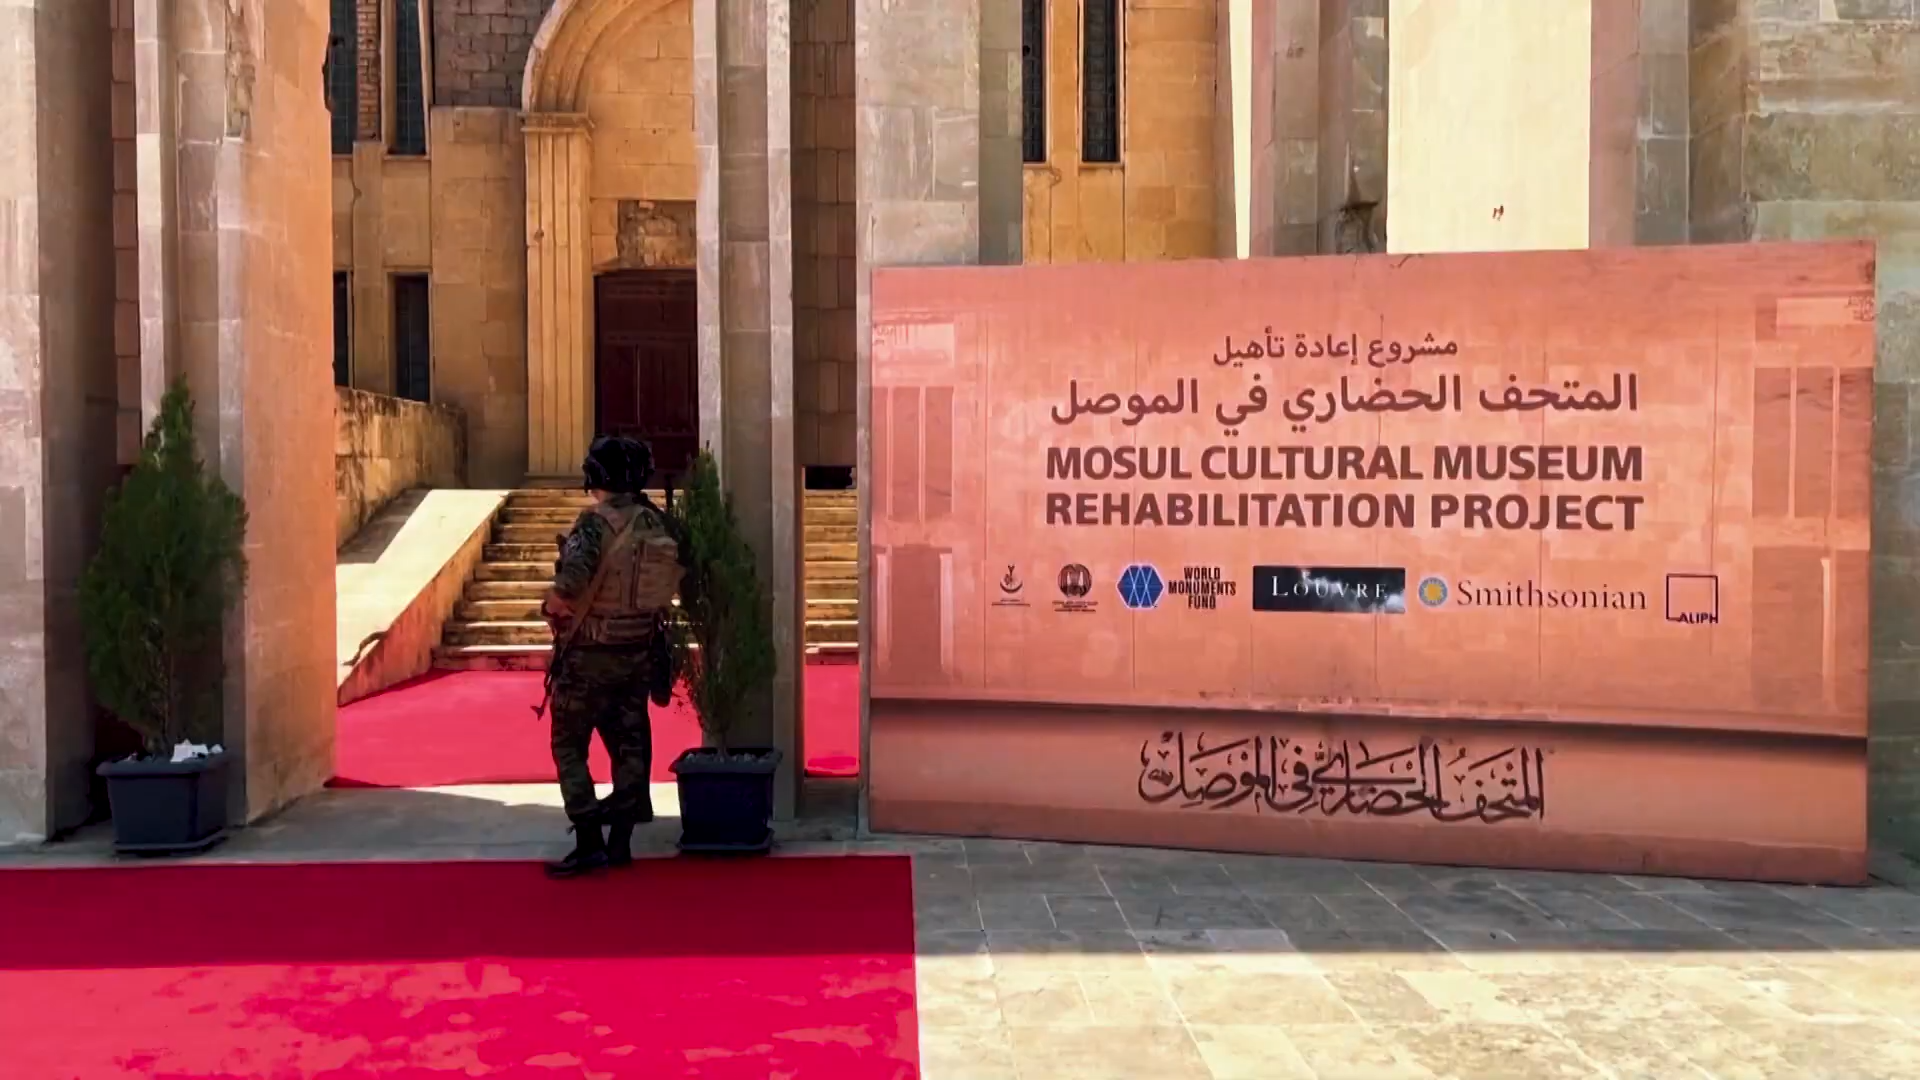 مشروع إعادة تأهيل
المتحف الحضاري في الموصل
MOSUL CULTURAL MUSEUM
REHABILITATION PROJECT
WORLD
MONUMENTS
FUND
LOUVRE
Smithsonian
ALIPH
المتحف الحضاري في الموصل